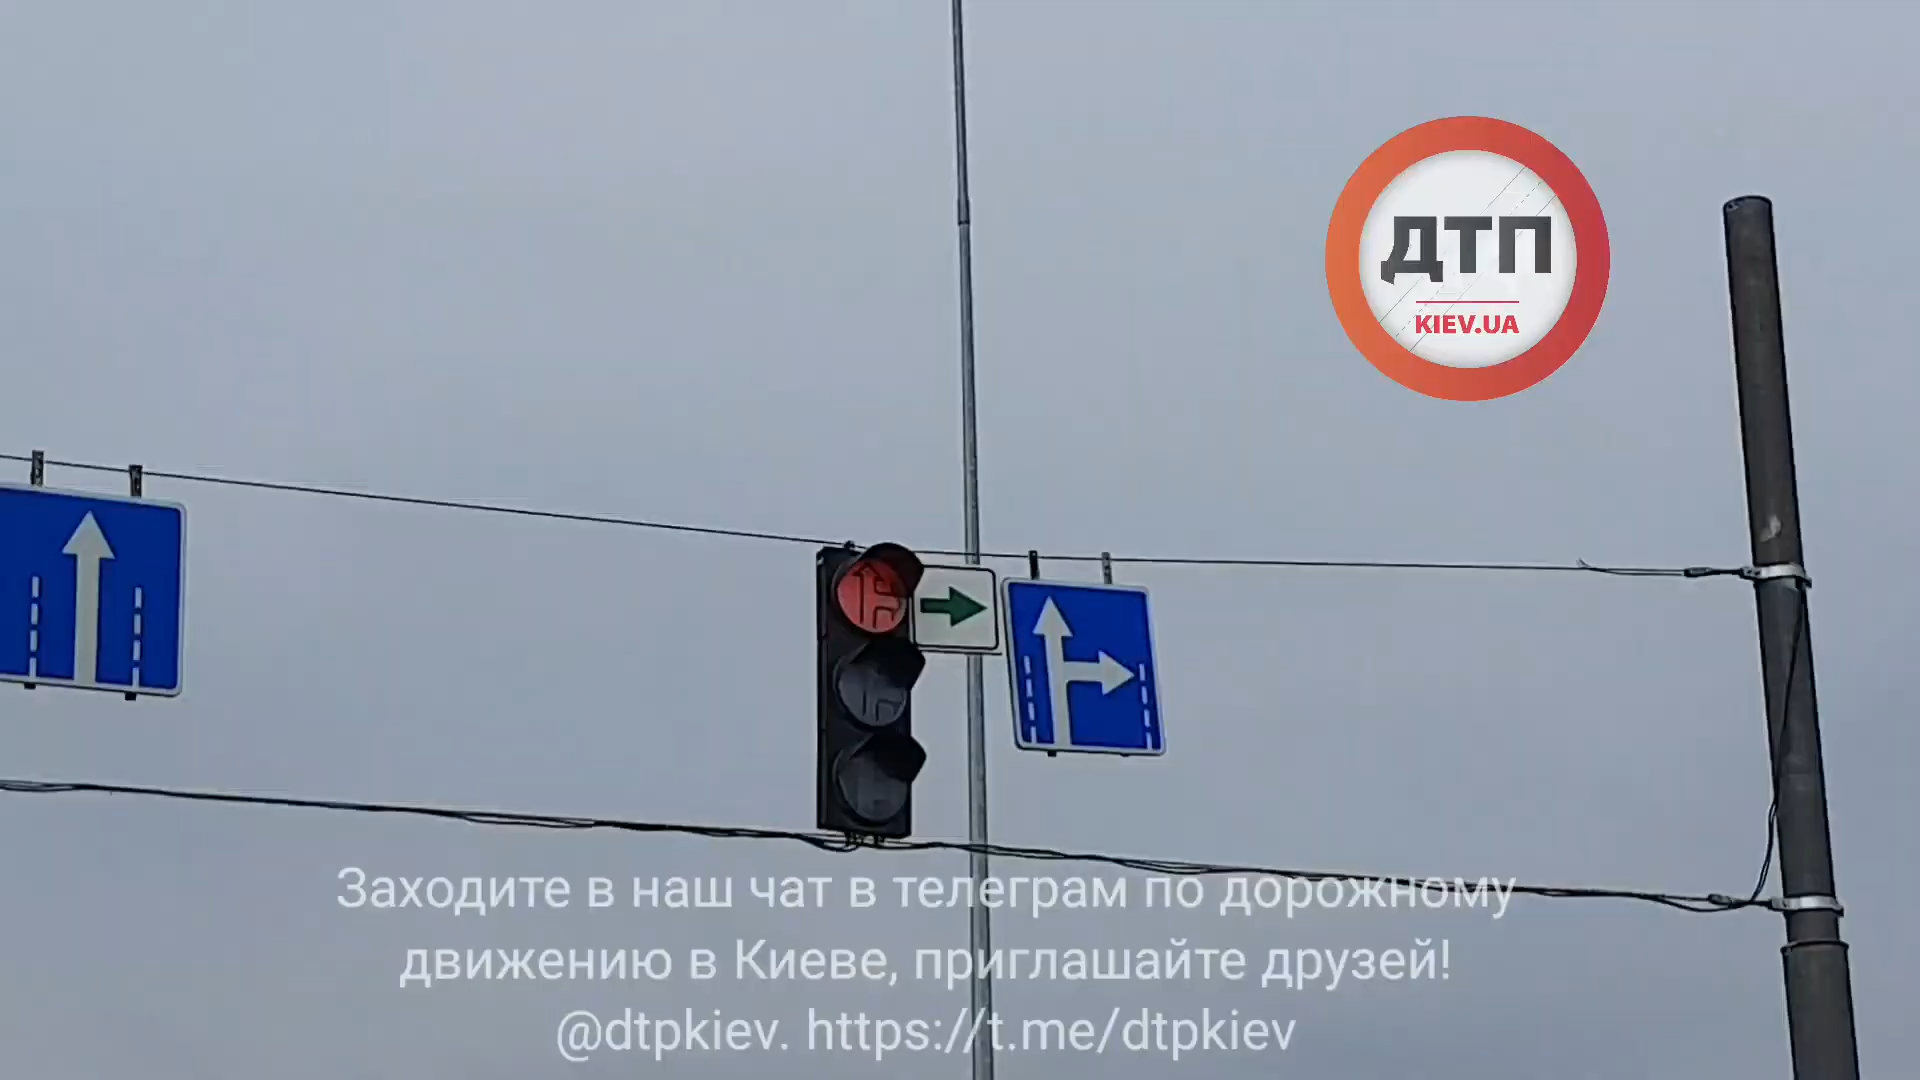 ДТП
KIEV.UA
Заходите в наш чат в телеграм по дорожному
движению в Киеве, приглашайте друзей!
@dtpkiev. https://t.me/dtpkiev